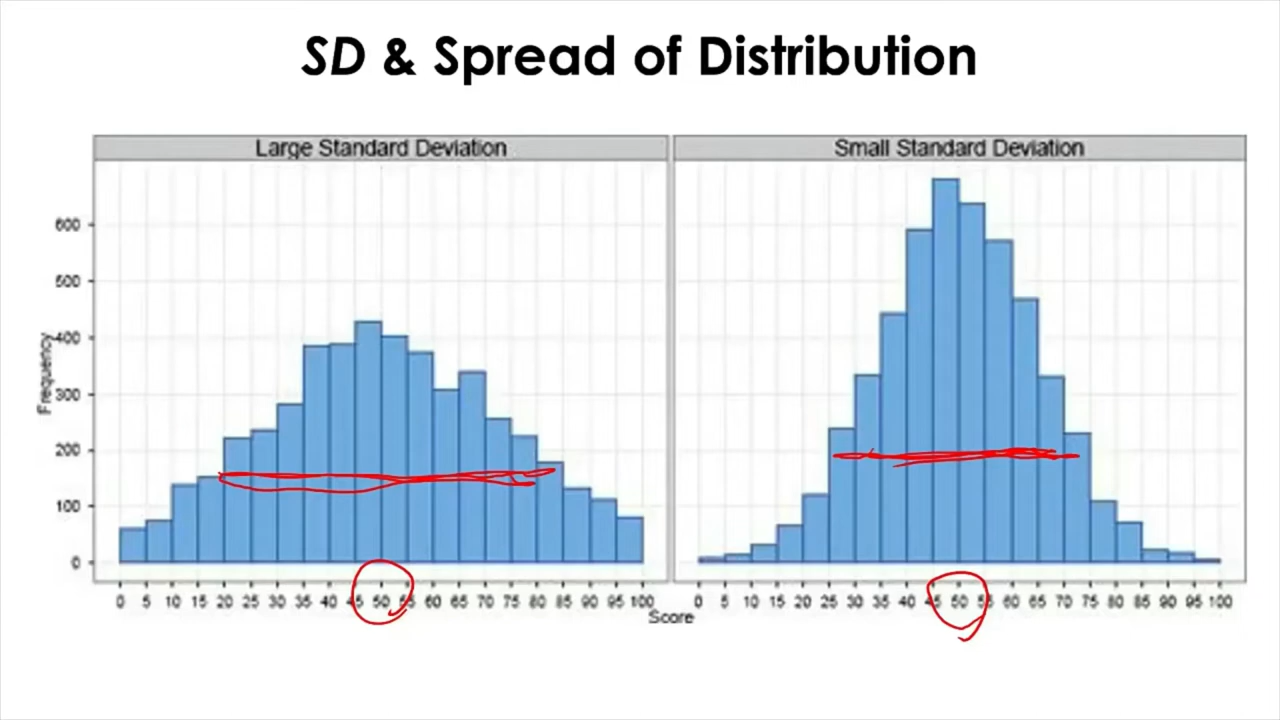 SD & Spread of Distribution
Large Standard Deviation
Small Standard Deviation
Frequency
600
500
400
300
200
100
0
0 5 10 15 20 25 30 35 40 45 50 55 60 65 70 75 80 85 90 95 100
0 5 10 15 20 25 30 35 40 45 50 55 60 65 70 75 80 85 90 95 100
Score